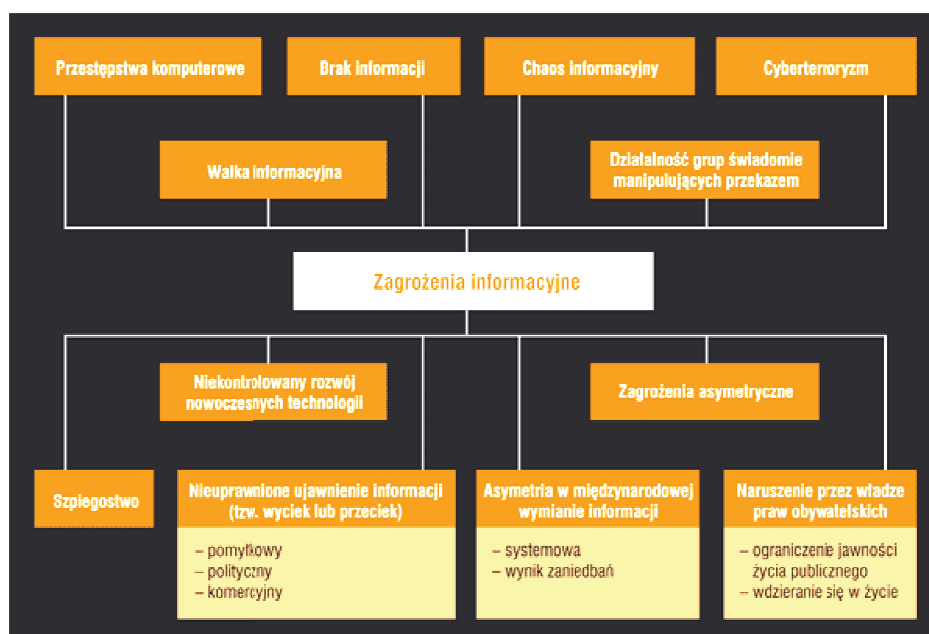 Przestępstwa komputerowe
Brak informacji
Chaos informacyjny
Cyberterroryzm
Walka informacyjna
Działalność grup świadomie
manipulujących przekazem
Zagrożenia informacyjne
Niekontrolowany rozwój
nowoczesnych technologii
Zagrożenia asymetryczne
Szpiegostwo
Nieuprawnione ujawnienie informacji
(tzw. wyciek lub przeciek)
– pomyłkowy
– polityczny
– komercyjny
Asymetria w międzynarodowej
wymianie informacji
– systemowa
– wynik zaniedbań
Naruszenie przez władze
praw obywatelskich
– ograniczenie jawności
życia publicznego
– wdzieranie się w życie